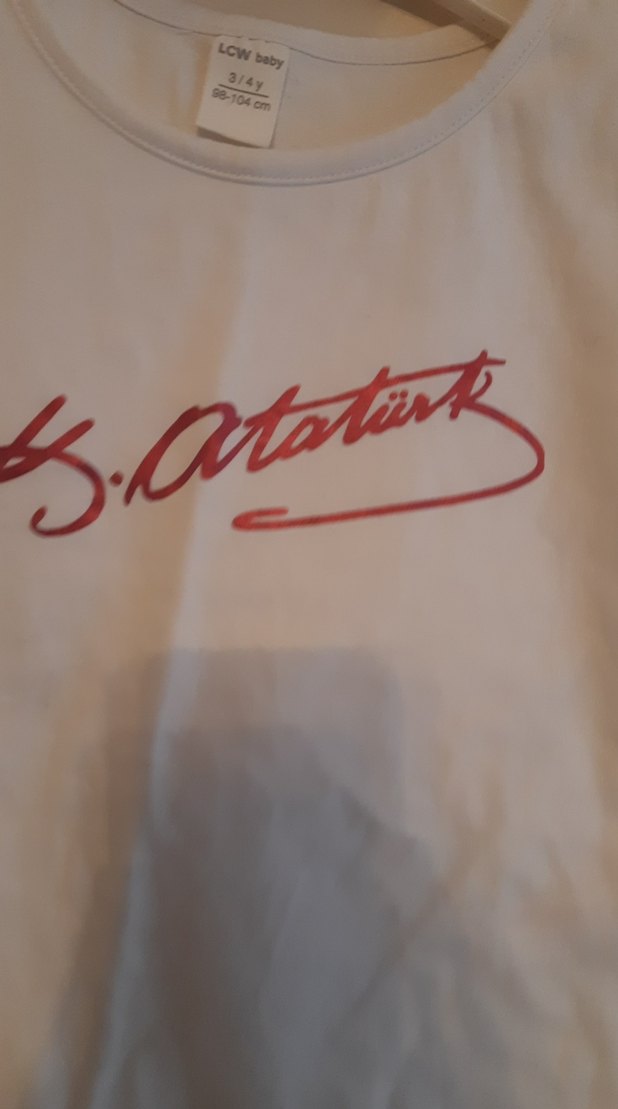 LCW baby
3/4 y
98-104 cm
K. Atatürk